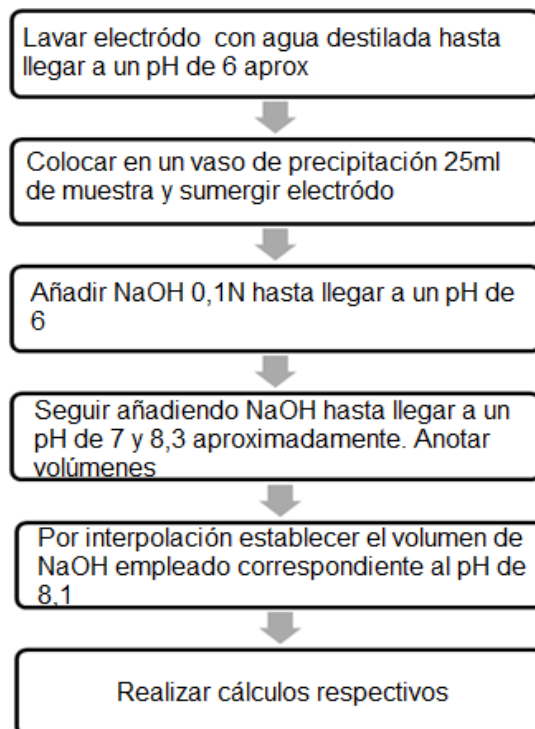 Lavar electródo con agua destilada hasta
llegar a un pH de 6 aprox
Colocar en un vaso de precipitación 25ml
de muestra y sumergir electródo
Añadir NaOH 0,1N hasta llegar a un pH de
6
Seguir añadiendo NaOH hasta llegar a un
pH de 7 y 8,3 aproximadamente. Anotar
volúmenes
Por interpolación establecer el volumen de
NaOH empleado correspondiente al pH de
8,1
Realizar cálculos respectivos